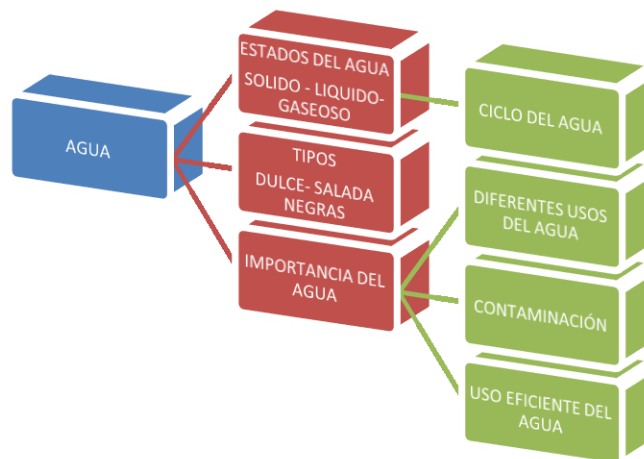 AGUA
ESTADOS DEL AGUA
SOLIDO - LIQUIDO-
GASEOSO
TIPOS
DULCE- SALADA
NEGRAS
IMPORTANCIA DEL
AGUA
CICLO DEL AGUA
DIFERENTES USOS
DEL AGUA
CONTAMINACIÓN
USO EFICIENTE DEL
AGUA